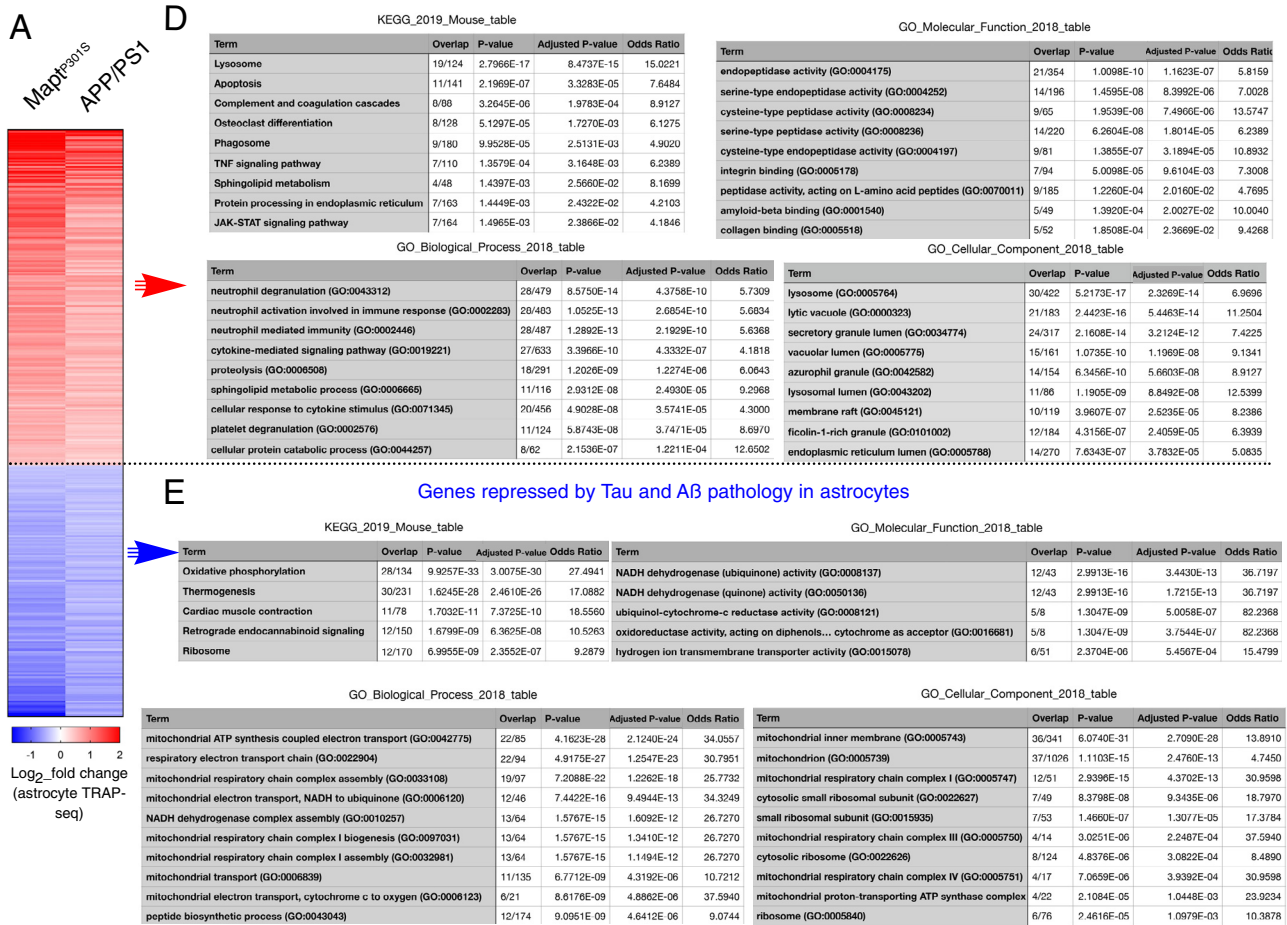 A
Mapt^P301S
APP/PS1
-1 0 1 2
Log2_fold change
(astrocyte TRAP-
seq)
D
KEGG_2019_Mouse_table
Term Overlap P-value Adjusted P-value Odds Ratio
Lysosome 19/124 2.7966E-17 8.4737E-15 15.0221
Apoptosis 11/141 2.1969E-07 3.3283E-05 7.6484
Complement and coagulation cascades 8/88 3.2645E-06 1.9783E-04 8.9127
Osteoclast differentiation 8/128 5.1297E-05 1.7270E-03 6.1275
Phagosome 9/180 9.9528E-05 2.5131E-03 4.9020
TNF signaling pathway 7/110 1.3579E-04 3.1648E-03 6.2389
Sphingolipid metabolism 4/48 1.4397E-03 2.5660E-02 8.1699
Protein processing in endoplasmic reticulum 7/163 1.4449E-03 2.4322E-02 4.2103
JAK-STAT signaling pathway 7/164 1.4965E-03 2.3866E-02 4.1846
GO_Molecular_Function_2018_table
Term Overlap P-value Adjusted P-value Odds Ratio
endopeptidase activity (GO:0004175) 21/354 1.0098E-10 1.1623E-07 5.8159
serine-type endopeptidase activity (GO:0004252) 14/196 1.4595E-08 8.3992E-06 7.0028
cysteine-type peptidase activity (GO:0008234) 9/65 1.9539E-08 7.4966E-06 13.5747
serine-type peptidase activity (GO:0008236) 14/220 6.2604E-08 1.8014E-05 6.2389
cysteine-type endopeptidase activity (GO:0004197) 9/81 1.3855E-07 3.1894E-05 10.8932
integrin binding (GO:0005178) 7/94 5.0098E-05 9.6104E-03 7.3008
peptidase activity, acting on L-amino acid peptides (GO:0070011) 9/185 1.2260E-04 2.0160E-02 4.7695
amyloid-beta binding (GO:0001540) 5/49 1.3920E-04 2.0027E-02 10.0040
collagen binding (GO:0005518) 5/52 1.8508E-04 2.3669E-02 9.4268
GO_Biological_Process_2018_table
Term Overlap P-value Adjusted P-value Odds Ratio
neutrophil degranulation (GO:0043312) 28/479 8.5750E-14 4.3758E-10 5.7309
neutrophil activation involved in immune response (GO:0002283) 28/483 1.0525E-13 2.6854E-10 5.6834
neutrophil mediated immunity (GO:0002446) 28/487 1.2892E-13 2.1929E-10 5.6368
cytokine-mediated signaling pathway (GO:0019221) 27/633 3.3966E-10 4.3332E-07 4.1818
proteolysis (GO:0006508) 18/291 1.2026E-09 1.2274E-06 6.0643
sphingolipid metabolic process (GO:0006665) 11/116 2.9312E-08 2.4930E-05 9.2968
cellular response to cytokine stimulus (GO:0071345) 20/456 4.9028E-08 3.5741E-05 4.3000
platelet degranulation (GO:0002576) 11/124 5.8743E-08 3.7471E-05 8.6970
cellular protein catabolic process (GO:0044257) 8/62 2.1536E-07 1.2211E-04 12.6502
GO_Cellular_Component_2018_table
Term Overlap P-value Adjusted P-value Odds Ratio
lysosome (GO:0005764) 30/422 5.2173E-17 2.3269E-14 6.9696
lytic vacuole (GO:0000323) 21/183 2.4423E-16 5.4463E-14 11.2504
secretory granule lumen (GO:0034774) 24/317 2.1608E-14 3.2124E-12 7.4225
vacuolar lumen (GO:0005775) 15/161 1.0735E-10 1.1969E-08 9.1341
azurophil granule (GO:0042582) 14/154 6.3456E-10 5.6603E-08 8.9127
lysosomal lumen (GO:0043202) 11/86 1.1905E-09 8.8492E-08 12.5399
membrane raft (GO:0045121) 10/119 3.9607E-07 2.5235E-05 8.2386
ficolin-1-rich granule (GO:0101002) 12/184 4.3156E-07 2.4059E-05 6.3939
endoplasmic reticulum lumen (GO:0005788) 14/270 7.6343E-07 3.7832E-05 5.0835
E
Genes repressed by Tau and Aß pathology in astrocytes
KEGG_2019_Mouse_table
Term Overlap P-value Adjusted P-value Odds Ratio
Oxidative phosphorylation 28/134 9.9257E-33 3.0075E-30 27.4941
Thermogenesis 30/231 1.6245E-28 2.4610E-26 17.0882
Cardiac muscle contraction 11/78 1.7032E-11 7.3725E-10 18.5560
Retrograde endocannabinoid signaling 12/150 1.6799E-09 6.3625E-08 10.5263
Ribosome 12/170 6.9955E-09 2.3552E-07 9.2879
GO_Molecular_Function_2018_table
Term Overlap P-value Adjusted P-value Odds Ratio
NADH dehydrogenase (ubiquinone) activity (GO:0008137) 12/43 2.9913E-16 3.4430E-13 36.7197
NADH dehydrogenase (quinone) activity (GO:0050136) 12/43 2.9913E-16 1.7215E-13 36.7197
ubiquinol-cytochrome-c reductase activity (GO:0008121) 5/8 1.3047E-09 5.0058E-07 82.2368
oxidoreductase activity, acting on diphenols... cytochrome as acceptor (GO:0016681) 5/8 1.3047E-09 3.7544E-07 82.2368
hydrogen ion transmembrane transporter activity (GO:0015078) 6/51 2.3704E-06 5.4567E-04 15.4799
GO_Biological_Process_2018_table
Term Overlap P-value Adjusted P-value Odds Ratio
mitochondrial ATP synthesis coupled electron transport (GO:0042775) 22/85 4.1623E-28 2.1240E-24 34.0557
respiratory electron transport chain (GO:0022904) 22/94 4.9175E-27 1.2547E-23 30.7951
mitochondrial respiratory chain complex assembly (GO:0033108) 19/97 7.2088E-22 1.2262E-18 25.7732
mitochondrial electron transport, NADH to ubiquinone (GO:0006120) 12/46 7.4422E-16 9.4944E-13 34.3249
NADH dehydrogenase complex assembly (GO:0010257) 13/64 1.5767E-15 1.6092E-12 26.7270
mitochondrial respiratory chain complex I biogenesis (GO:0097031) 13/64 1.5767E-15 1.3410E-12 26.7270
mitochondrial respiratory chain complex I assembly (GO:0032981) 13/64 1.5767E-15 1.1494E-12 26.7270
mitochondrial transport (GO:0006839) 11/135 6.7712E-09 4.3192E-06 10.7212
mitochondrial electron transport, cytochrome c to oxygen (GO:0006123) 6/21 8.6176E-09 4.8862E-06 37.5940
peptide biosynthetic process (GO:0043043) 12/174 9.0951E-09 4.6412E-06 9.0744
GO_Cellular_Component_2018_table
Term Overlap P-value Adjusted P-value Odds Ratio
mitochondrial inner membrane (GO:0005743) 36/341 6.0740E-31 2.7090E-28 13.8910
mitochondrion (GO:0005739) 37/1026 1.1103E-15 2.4760E-13 4.7450
mitochondrial respiratory chain complex I (GO:0005747) 12/51 2.9396E-15 4.3702E-13 30.9598
cytosolic small ribosomal subunit (GO:0022627) 7/49 8.3798E-08 9.3435E-06 18.7970
small ribosomal subunit (GO:0015935) 7/53 1.4660E-07 1.3077E-05 17.3784
mitochondrial respiratory chain complex III (GO:0005750) 4/14 3.0251E-06 2.2487E-04 37.5940
cytosolic ribosome (GO:0022626) 8/124 4.8376E-06 3.0822E-04 8.4890
mitochondrial respiratory chain complex IV (GO:0005751) 4/17 7.0659E-06 3.9392E-04 30.9598
mitochondrial proton-transporting ATP synthase complex 4/22 2.1084E-05 1.0448E-03 23.9234
ribosome (GO:0005840) 6/76 2.4616E-05 1.0979E-03 10.3878